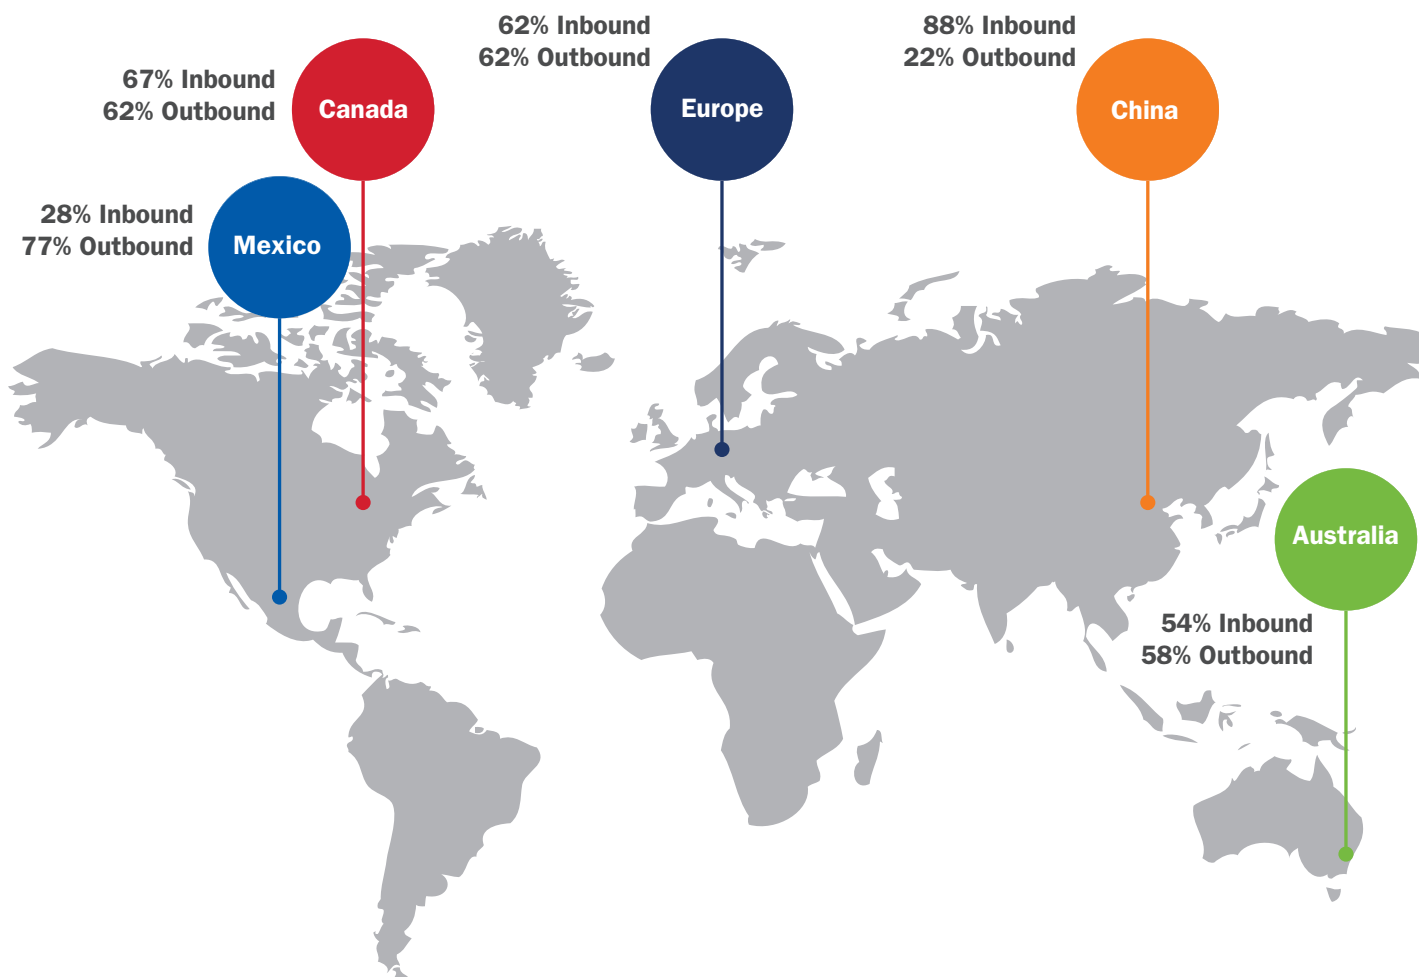 62% Inbound
62% Outbound
Europe
88% Inbound
22% Outbound
China
67% Inbound
62% Outbound
Canada
28% Inbound
77% Outbound
Mexico
Australia
54% Inbound
58% Outbound